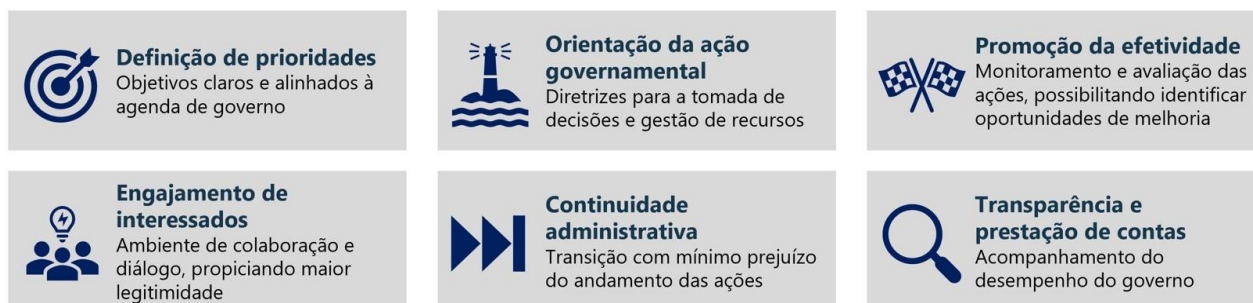 Definição de prioridades
Objetivos claros e alinhados à
agenda de governo
Orientação da ação
governamental
Diretrizes para a tomada de
decisões e gestão de recursos
Promoção da efetividade
Monitoramento e avaliação das
ações, possibilitando identificar
oportunidades de melhoria
Engajamento de
interessados
Ambiente de colaboração e
diálogo, propiciando maior
legitimidade
Continuidade
administrativa
Transição com mínimo prejuízo
do andamento das ações
Transparência e
prestação de contas
Acompanhamento do
desempenho do governo